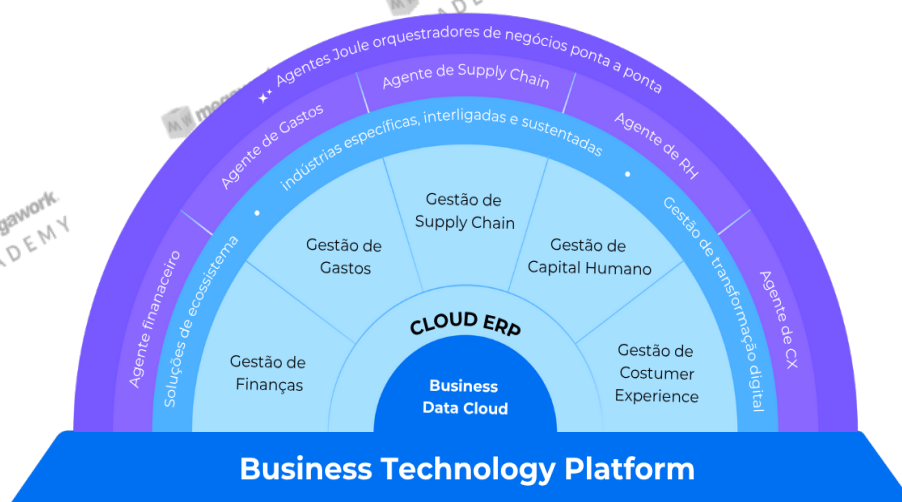 Agentes Joule orquestradores de negócios ponta a ponta
Agente finanaceiro
Agente de Gastos
Agente de Supply Chain
Agente de RH
Agente de CX
Soluções de ecossistema
indústrias específicas, interligadas e sustentadas
Gestão de transformação digital
Gestão de
Finanças
Gestão de
Gastos
Gestão de
Supply Chain
Gestão de
Capital Humano
Gestão de
Costumer
Experience
CLOUD ERP
Business
Data Cloud
Business Technology Platform